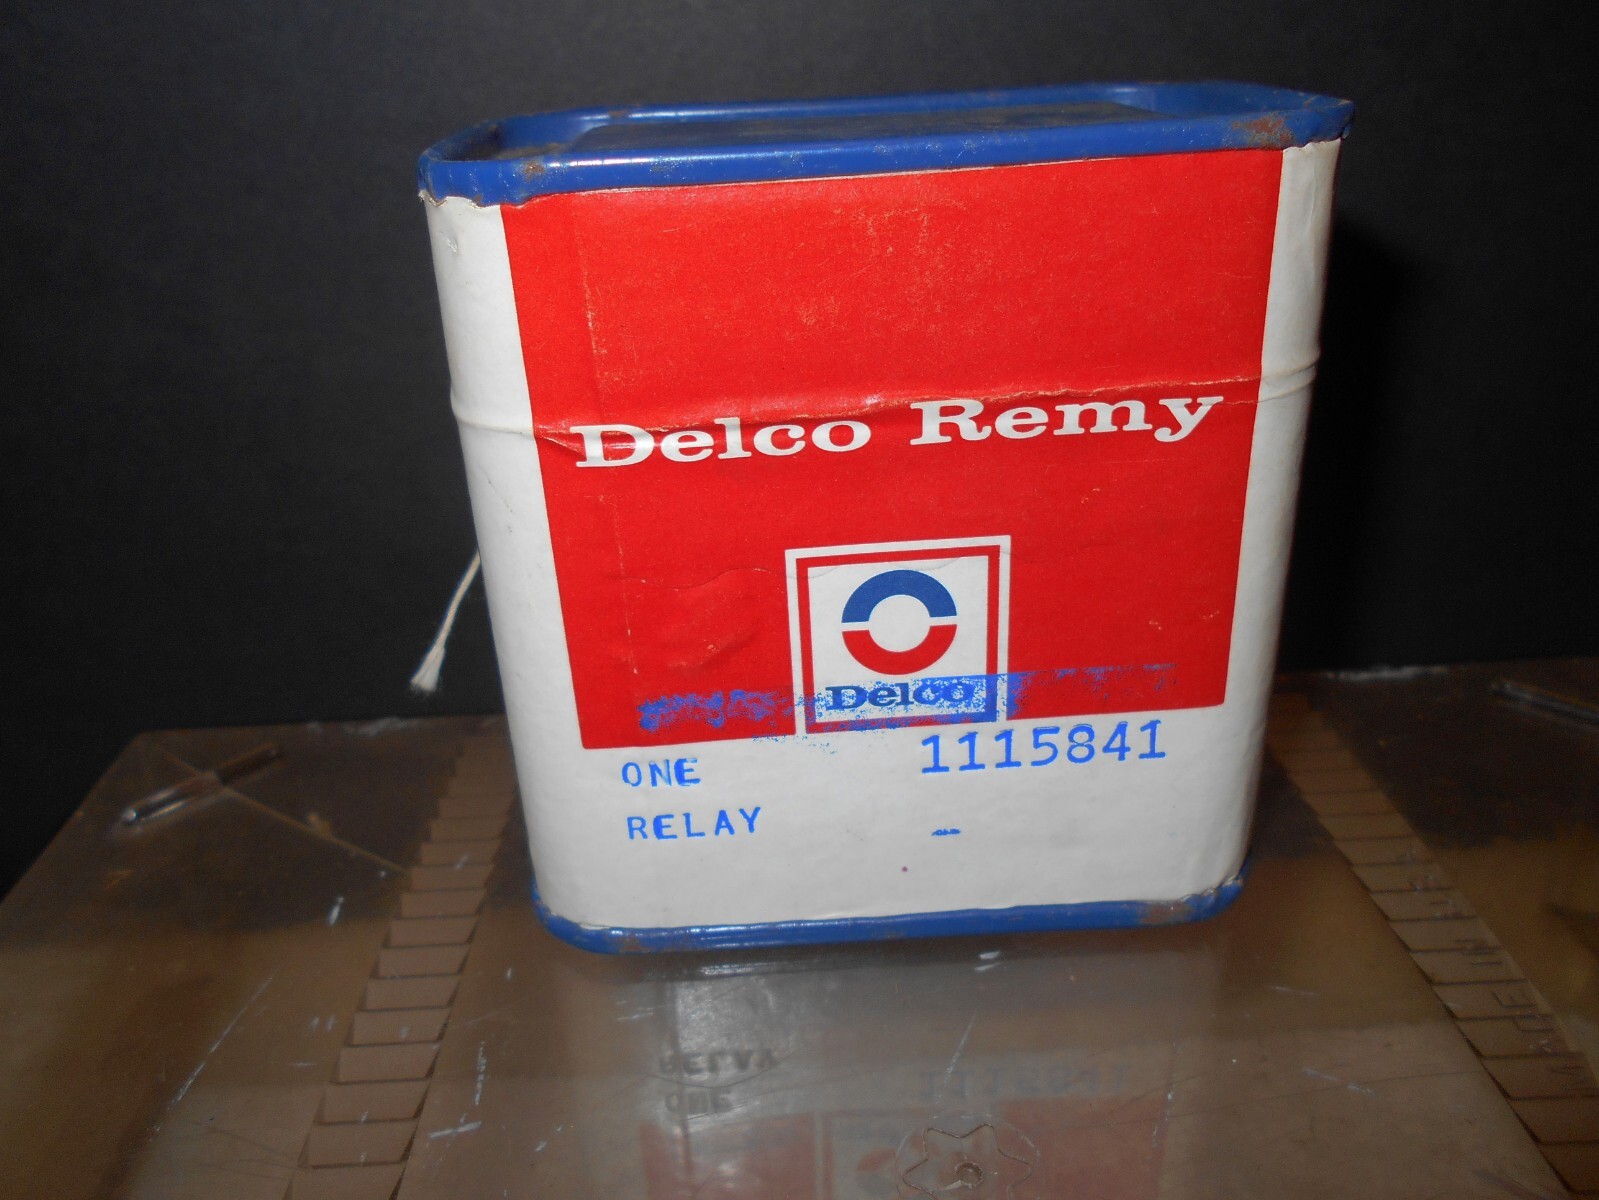 Delco Remy
Delco
ONE 1115841
RELAY -